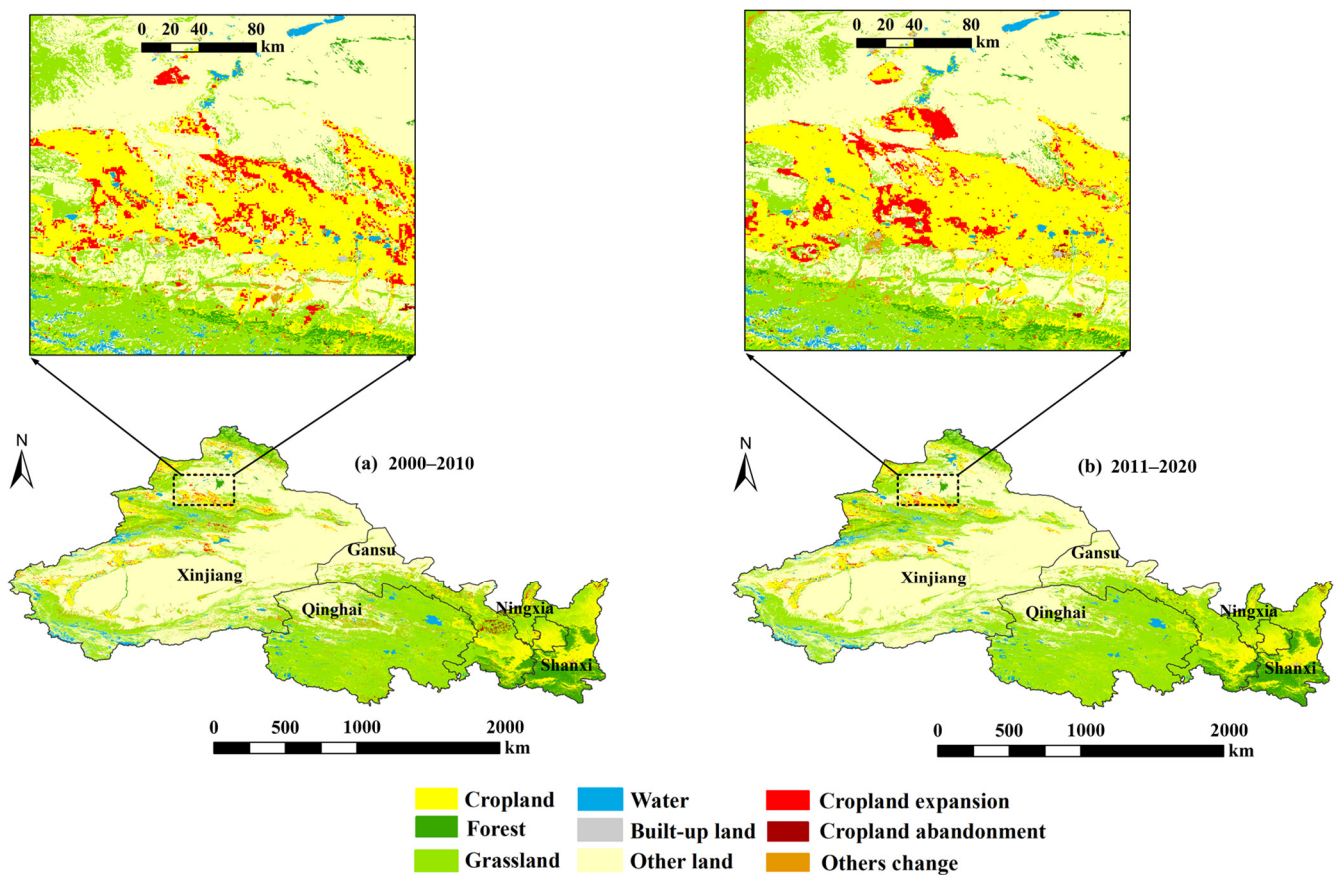 0 20 40 80
km
0 20 40 80
km
N
(a) 2000–2010
N
(b) 2011–2020
Gansu
Xinjiang
Qinghai
Ningxia
Shanxi
Gansu
Xinjiang
Qinghai
Ningxia
Shanxi
0 500 1000 2000
km
0 500 1000 2000
km
Cropland
Water
Cropland expansion
Forest
Built-up land
Cropland abandonment
Grassland
Other land
Others change